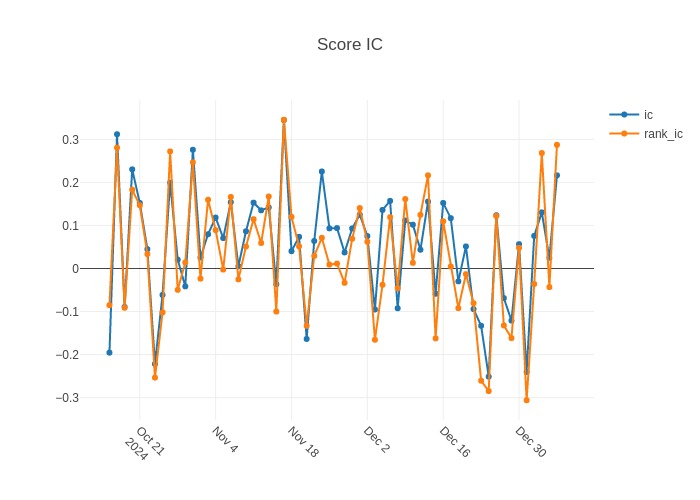 Score IC
ic
rank_ic
0.3
0.2
0.1
0
−0.1
−0.2
−0.3
Oct 21
2024
Nov 4
Nov 18
Dec 2
Dec 16
Dec 30